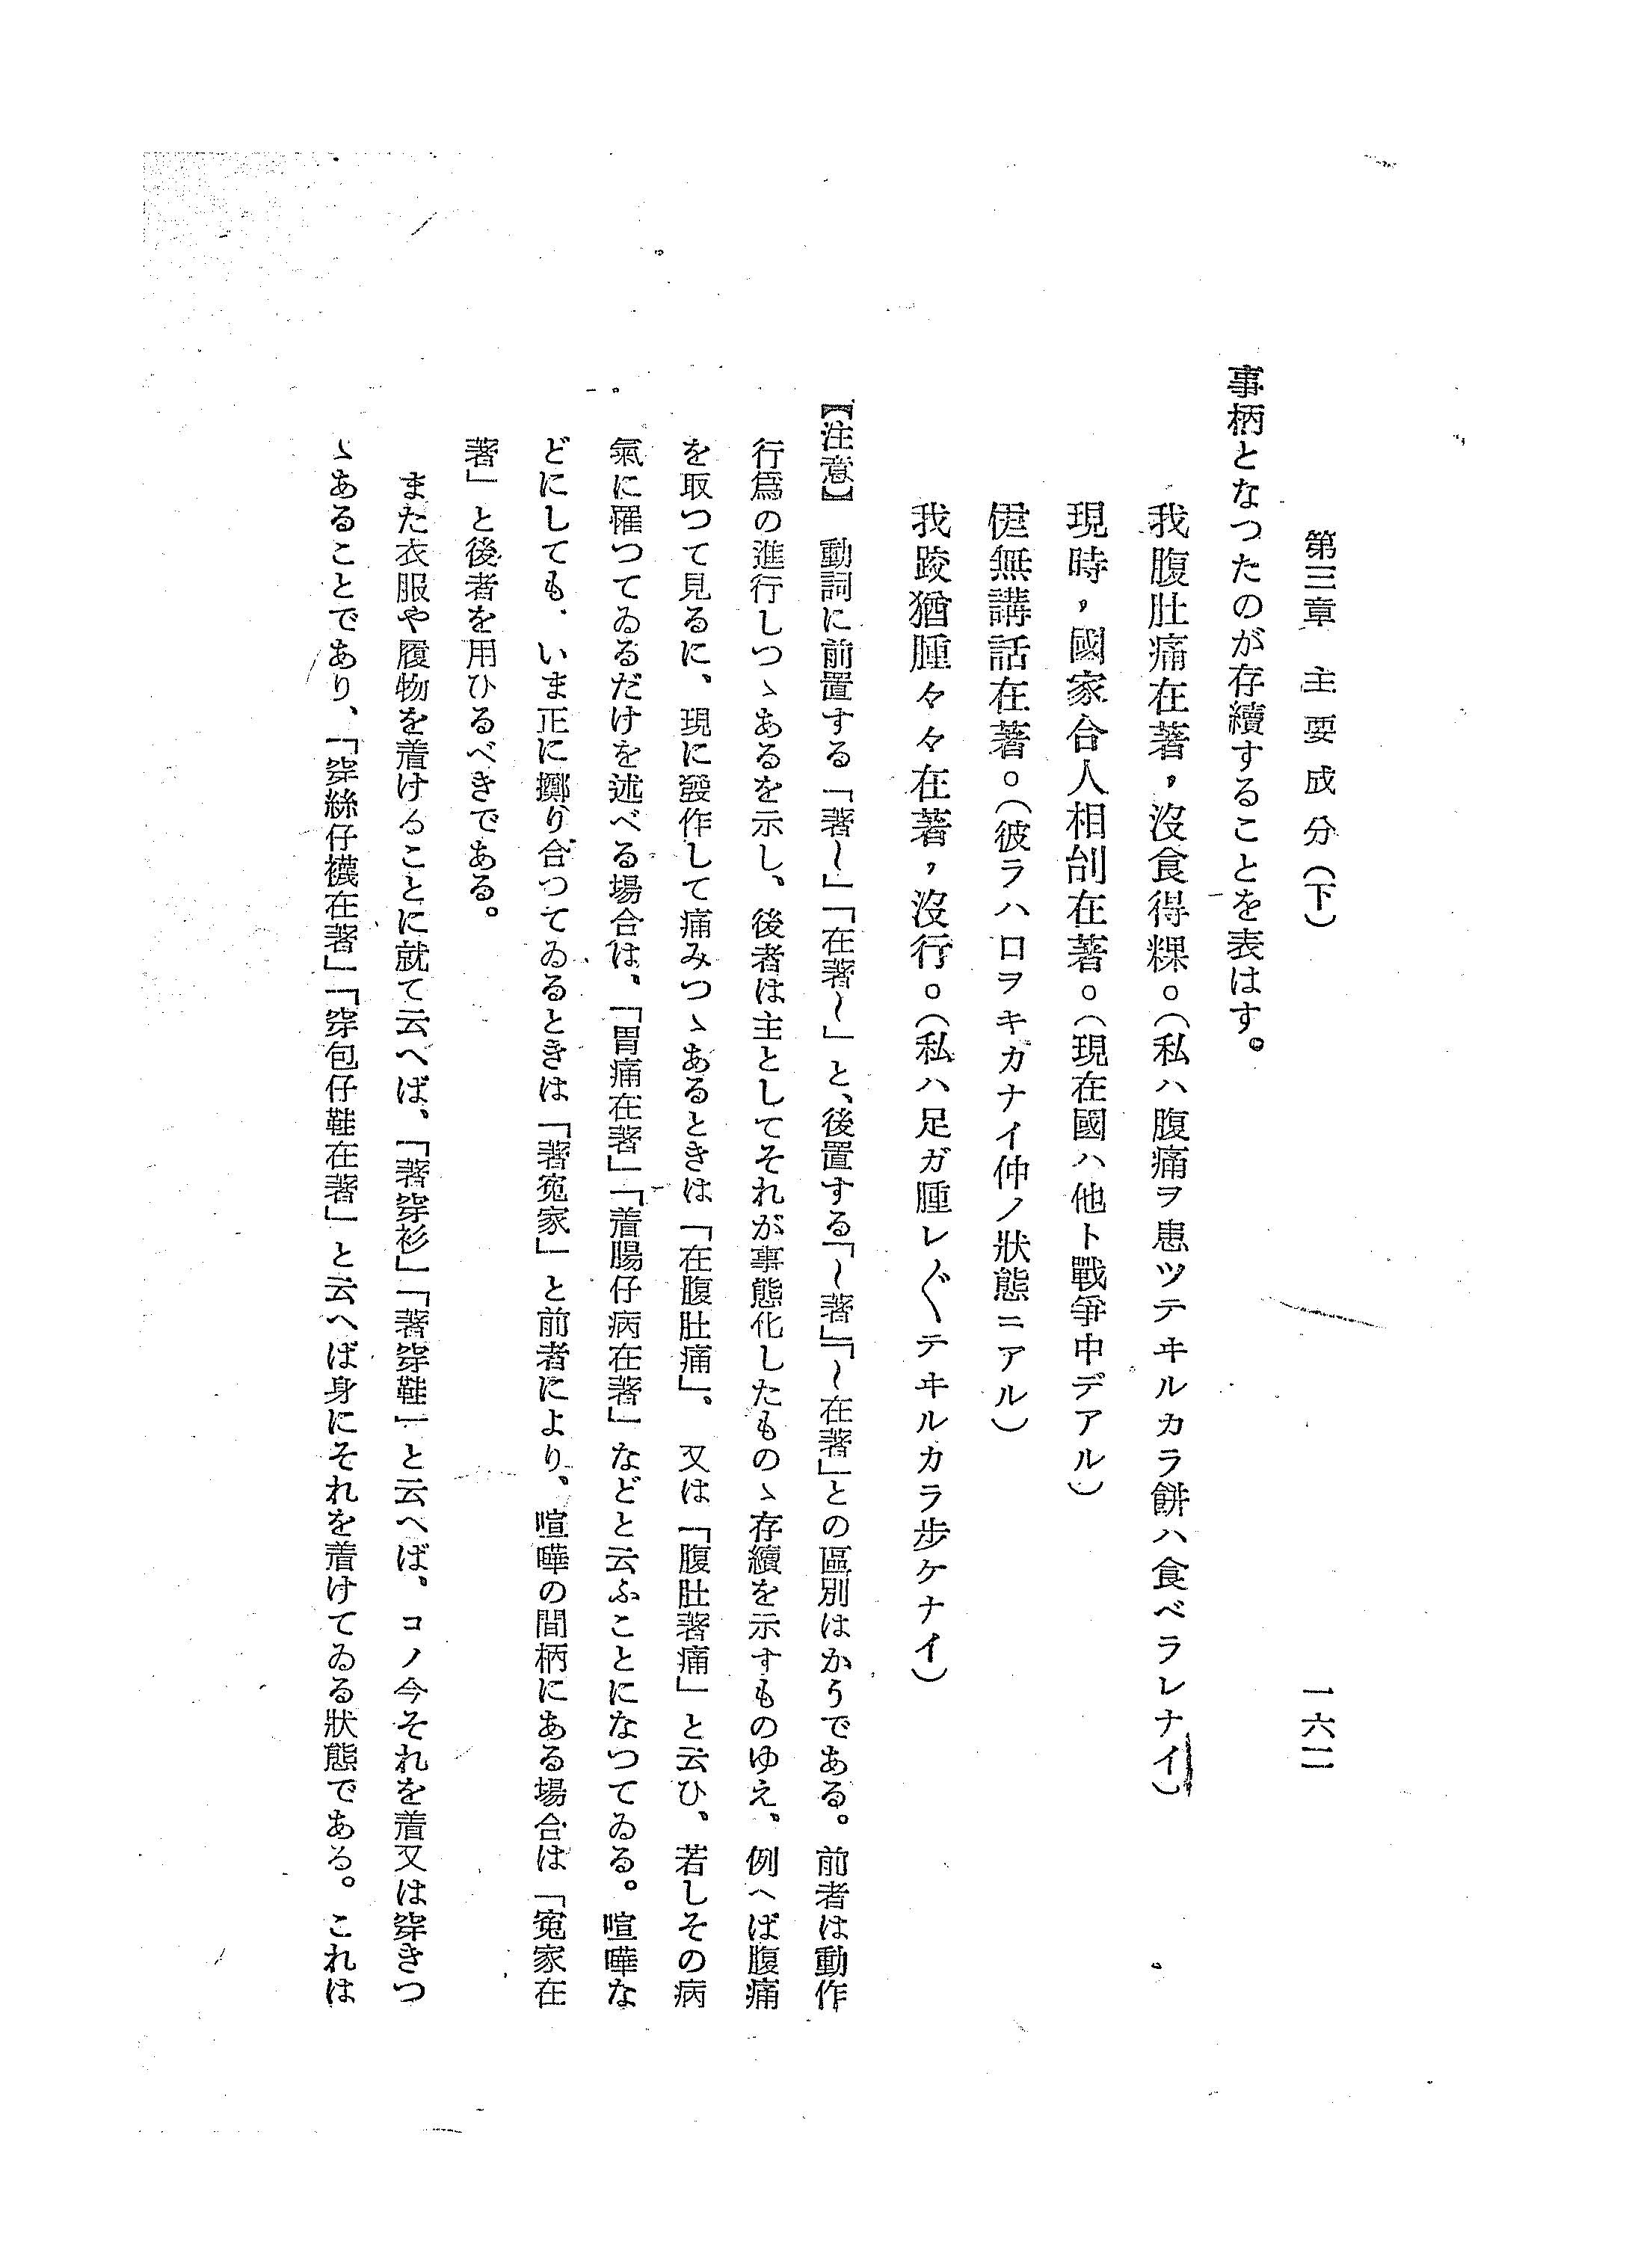 第三章　主要成分（下）　一六二
事柄となつたのが存續することを表はす。
我腹肚痛在著，沒食得粿。（私ハ腹痛ヲ患ツテヰルカラ餅ハ食ベラレナイ）
現時，國家合人相刣在著。（現在國ハ他ト戰爭中デアル）
無講話在著。（彼ラハ口ヲキカナイ仲ノ狀態ニアル）
我跤猶腫々々在著，沒行。（私ハ足ガ腫レ〴〵テヰルカラ步ケナイ）
【注意】　動詞に前置する「著〜」「在著〜」と、後置する「〜著」「〜在著」との區別はかうである。前者は動作
行爲の進行しつゝあるを示し、後者は主としてそれが事態化したものゝ存續を示すものゆえ、例へば腹痛
を取つて見るに、現に發作して痛みつゝあるときは「在腹肚痛」。又は「腹肚著痛」と云ひ、若しその病
氣に罹つてゐるだけを述べる場合は、「胃痛在著」「着腸仔病在著」などと云ふことになつてゐる。喧嘩な
どにしても、いま正に擲り合つてゐるときは「著寃家」と前者により、喧嘩の間柄にある場合は「寃家在
著」と後者を用ひるべきである。
また衣服や履物を着けることに就て云へば、「著穿衫」「著穿鞋」と云へば、コノ今それを着又は穿きつ
ゝあることであり、「穿絲仔襪在著」「穿包仔鞋在著」と云へば身にそれを着けてゐる狀態である。これは